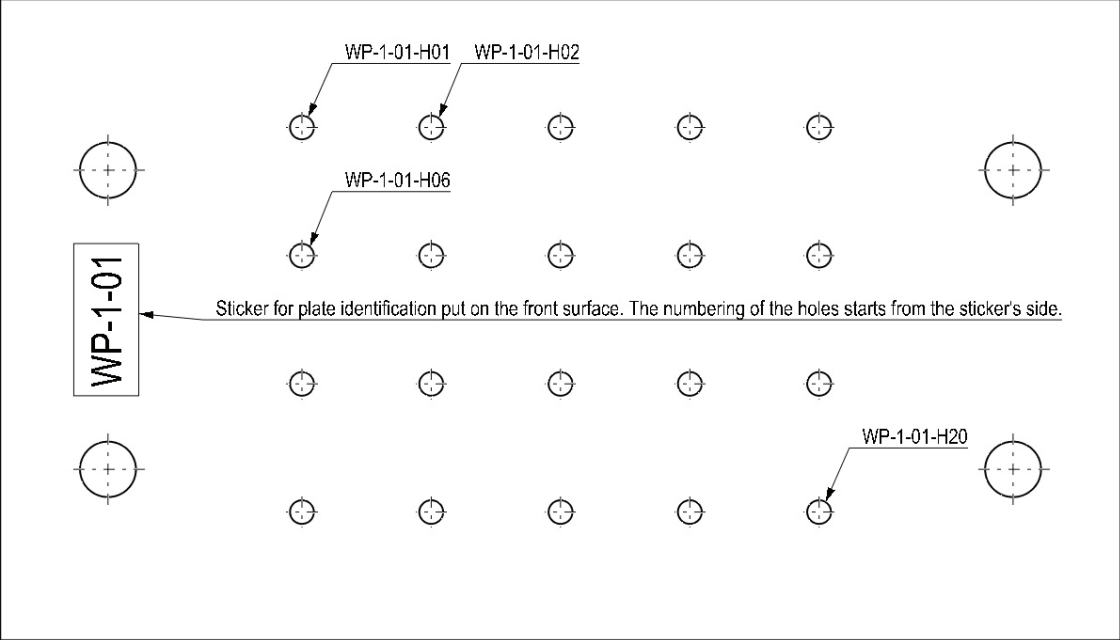 WP-1-01-H01
WP-1-01-H02
WP-1-01-H06
WP-1-01
Sticker for plate identification put on the front surface. The numbering of the holes starts from the sticker's side.
WP-1-01-H20